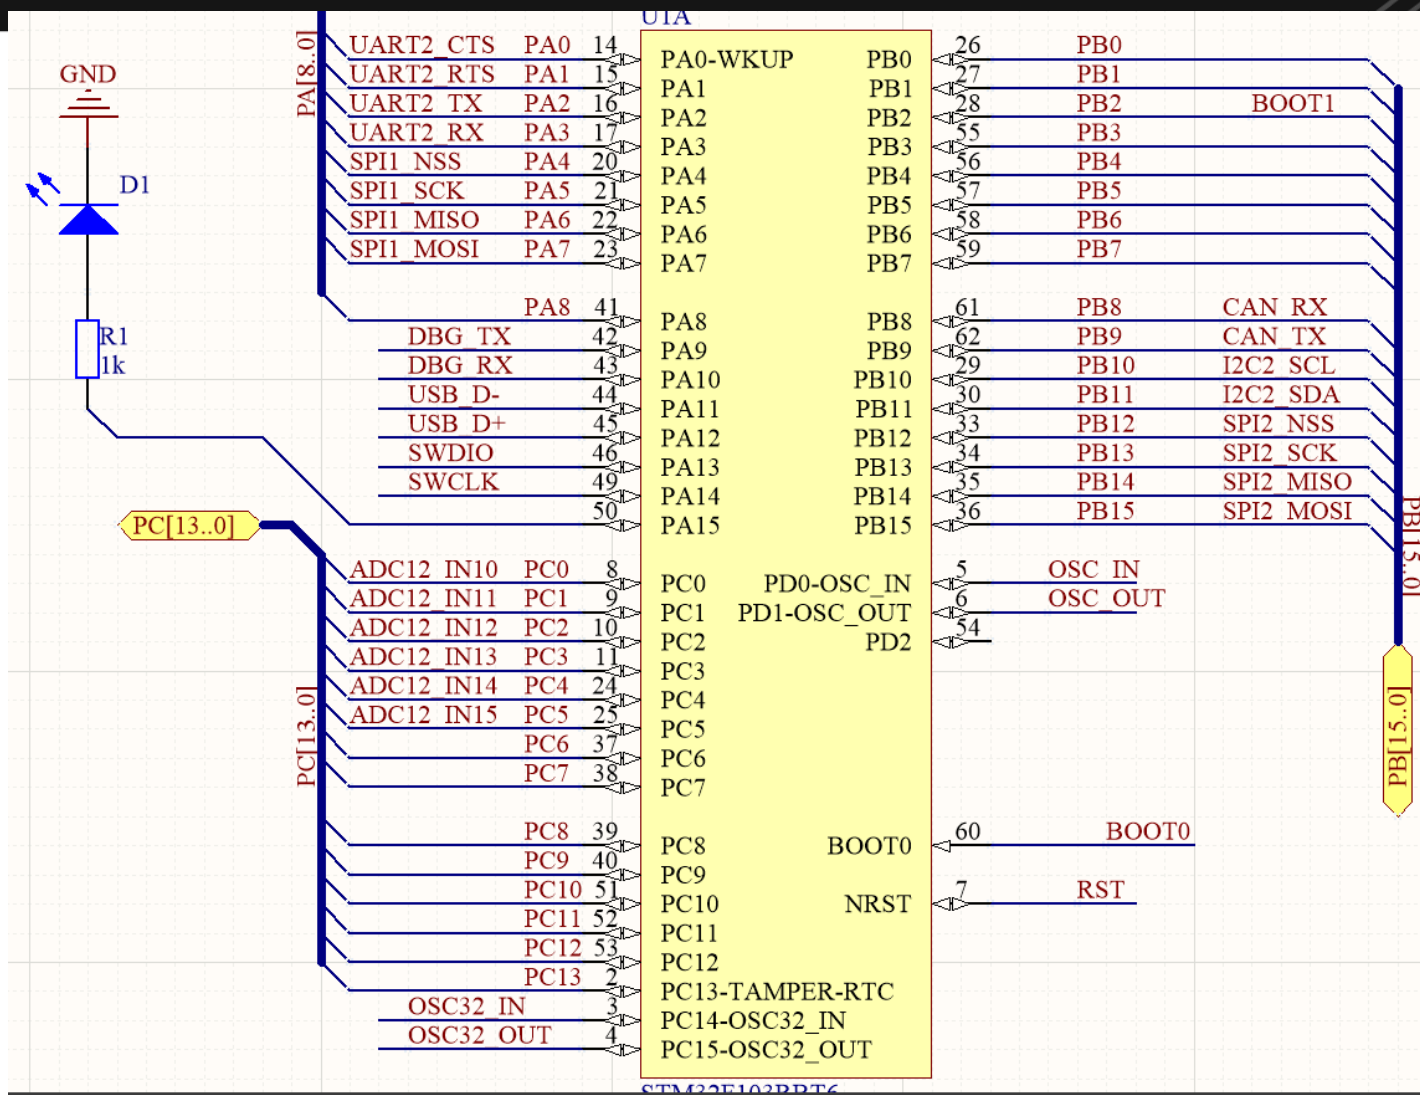 U1A
GND
D1
R1
1k
PA[8..0]
UART2_CTS PA0 14 PA0-WKUP PB0 26 PB0
UART2_RTS PA1 15 PA1 PB1 27 PB1
UART2_TX PA2 16 PA2 PB2 28 PB2 BOOT1
UART2_RX PA3 17 PA3 PB3 55 PB3
SPI1_NSS PA4 20 PA4 PB4 56 PB4
SPI1_SCK PA5 21 PA5 PB5 57 PB5
SPI1_MISO PA6 22 PA6 PB6 58 PB6
SPI1_MOSI PA7 23 PA7 PB7 59 PB7
PA8 41 PA8 PB8 61 PB8 CAN_RX
DBG_TX 42 PA9 PB9 62 PB9 CAN_TX
DBG_RX 43 PA10 PB10 29 PB10 I2C2_SCL
USB_D- 44 PA11 PB11 30 PB11 I2C2_SDA
USB_D+ 45 PA12 PB12 33 PB12 SPI2_NSS
SWDIO 46 PA13 PB13 34 PB13 SPI2_SCK
SWCLK 49 PA14 PB14 35 PB14 SPI2_MISO
50 PA15 PB15 36 PB15 SPI2_MOSI
PB[15..0]
PC[13..0]
ADC12_IN10 PC0 8 PC0 PD0-OSC_IN 5 OSC_IN
ADC12_IN11 PC1 9 PC1 PD1-OSC_OUT 6 OSC_OUT
ADC12_IN12 PC2 10 PC2 PD2 54
ADC12_IN13 PC3 11 PC3
ADC12_IN14 PC4 24 PC4
ADC12_IN15 PC5 25 PC5
PC6 37 PC6
PC7 38 PC7
PC[13..0]
PB[15..0]
PC8 39 PC8 BOOT0 60 BOOT0
PC9 40 PC9
PC10 51 PC10 NRST 7 RST
PC11 52 PC11
PC12 53 PC12
PC13 2 PC13-TAMPER-RTC
OSC32_IN 3 PC14-OSC32_IN
OSC32_OUT 4 PC15-OSC32_OUT
STM32F103RBT6